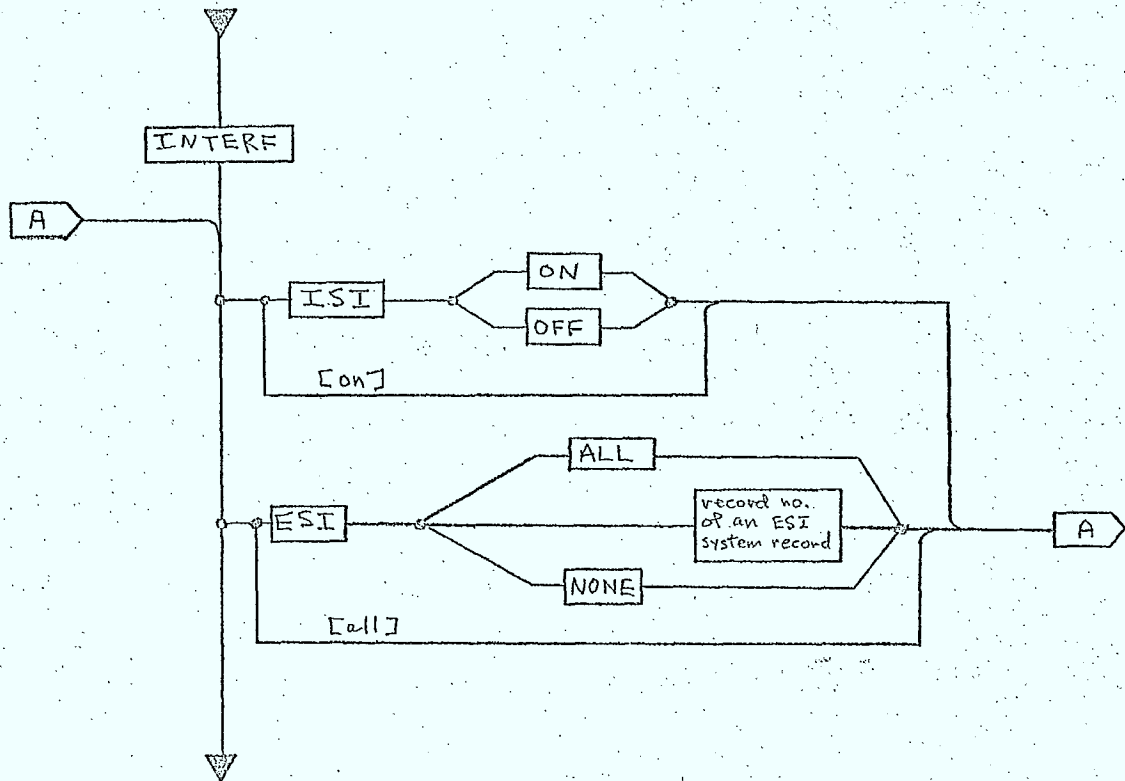 INTERF
A
ISI
ON
OFF
[on]
ESI
ALL
record no.
of an ESI
system record
NONE
[all]
A